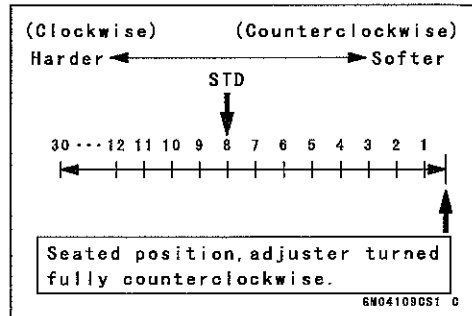 (Clockwise) (Counterclockwise)
Harder Softer
STD
30 ··· 12 11 10 9 8 7 6 5 4 3 2 1
Seated position, adjuster turned
fully counterclockwise.
6M04109CS1 C